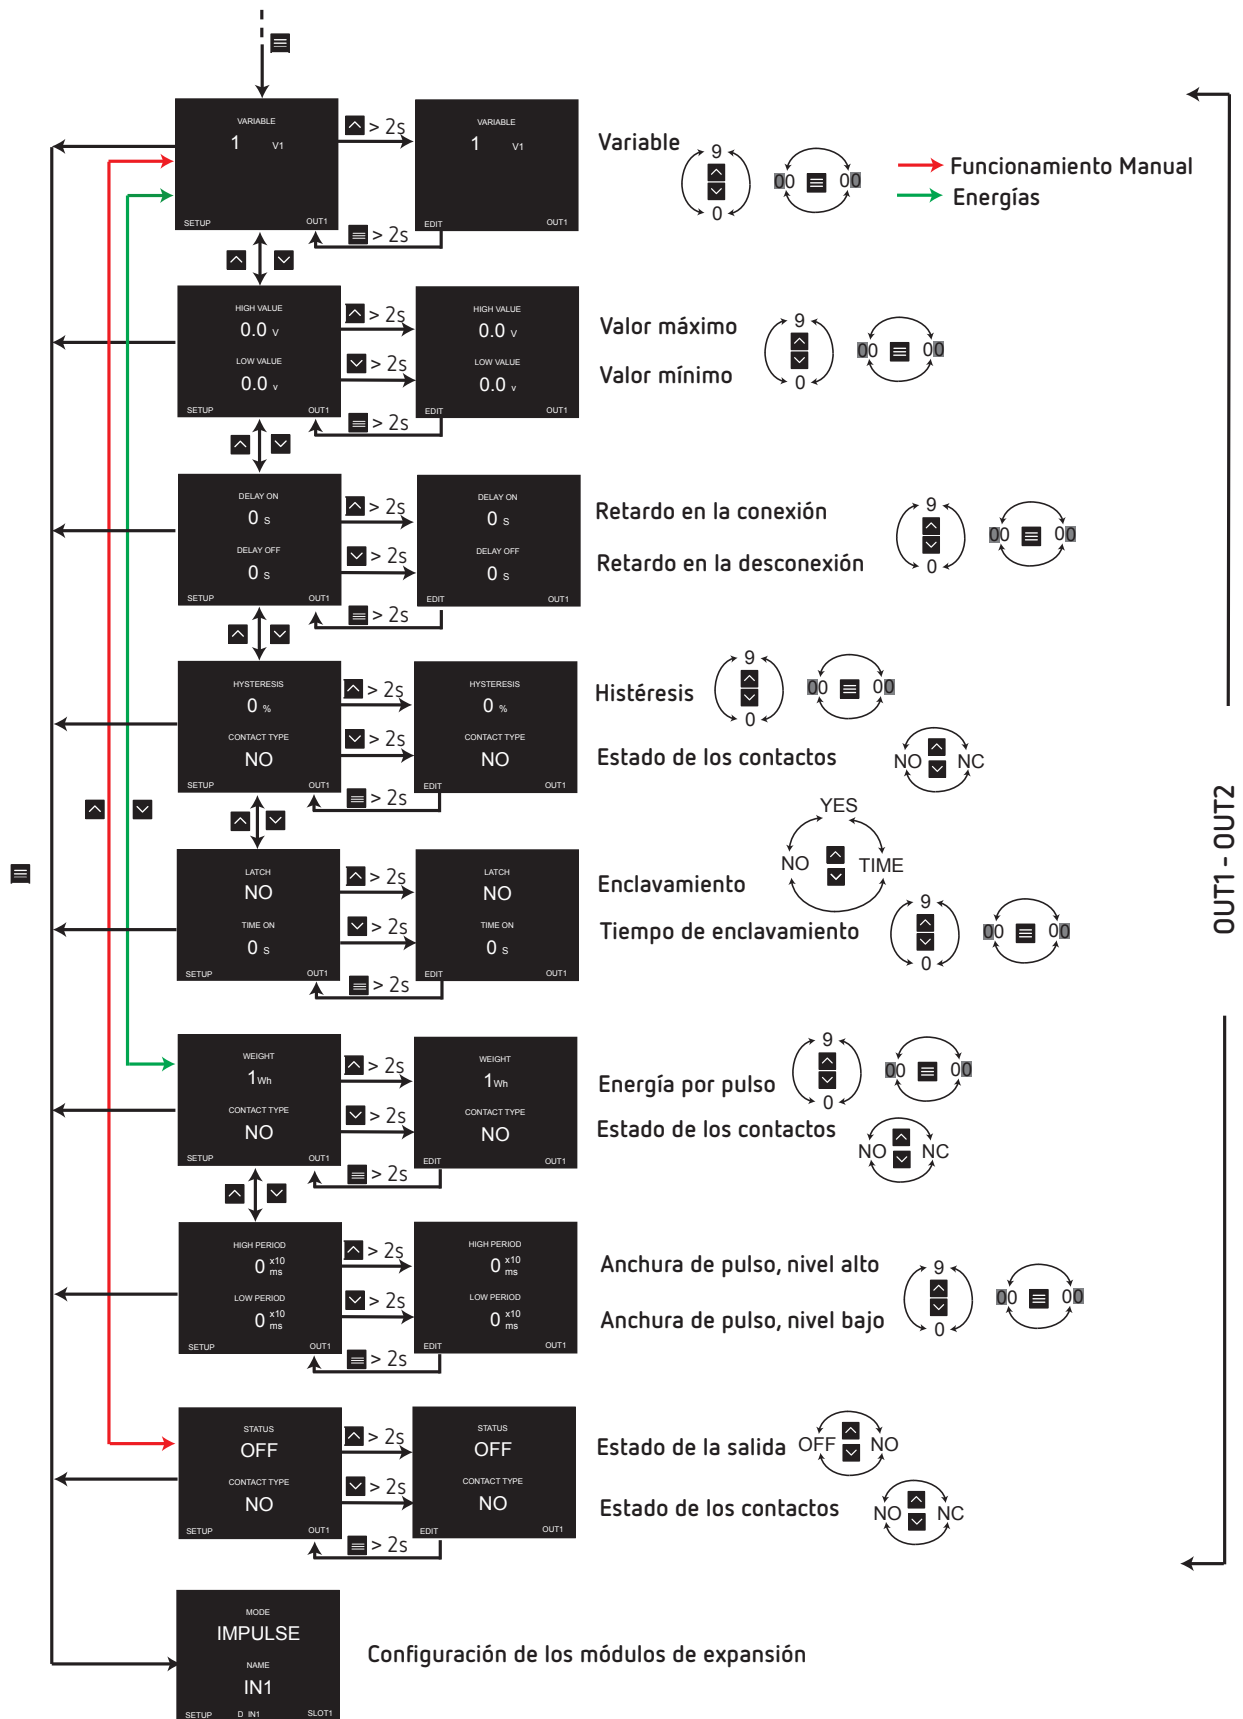 VARIABLE
1 V1
SETUP OUT1
> 2s
> 2s
VARIABLE
1 V1
EDIT OUT1
Variable
9
0
00 00
Funcionamiento Manual
Energías
HIGH VALUE
0.0 V
LOW VALUE
0.0 v
SETUP OUT1
> 2s
> 2s
> 2s
HIGH VALUE
0.0 V
LOW VALUE
0.0 v
EDIT OUT1
Valor máximo
Valor mínimo
9
0
00 00
DELAY ON
0 S
DELAY OFF
0 S
SETUP OUT1
> 2s
> 2s
> 2s
DELAY ON
0 S
DELAY OFF
0 S
EDIT OUT1
Retardo en la conexión
Retardo en la desconexión
9
0
00 00
HYSTERESIS
0 %
CONTACT TYPE
NO
SETUP OUT1
> 2s
> 2s
> 2s
HYSTERESIS
0 %
CONTACT TYPE
NO
EDIT OUT1
Histéresis
9
0
00 00
Estado de los contactos
NO NC
LATCH
NO
TIME ON
0 S
SETUP OUT1
> 2s
> 2s
> 2s
LATCH
NO
TIME ON
0 S
EDIT OUT1
Enclavamiento
YES
NO TIME
Tiempo de enclavamiento
9
0
00 00
OUT1 - OUT2
WEIGHT
1 Wh
CONTACT TYPE
NO
SETUP OUT1
> 2s
> 2s
> 2s
WEIGHT
1 Wh
CONTACT TYPE
NO
EDIT OUT1
Energía por pulso
9
0
00 00
Estado de los contactos
NO NC
HIGH PERIOD
0 x10 ms
LOW PERIOD
0 x10 ms
SETUP OUT1
> 2s
> 2s
> 2s
HIGH PERIOD
0 x10 ms
LOW PERIOD
0 x10 ms
EDIT OUT1
Anchura de pulso, nivel alto
Anchura de pulso, nivel bajo
9
0
00 00
STATUS
OFF
CONTACT TYPE
NO
SETUP OUT1
> 2s
> 2s
> 2s
STATUS
OFF
CONTACT TYPE
NO
EDIT OUT1
Estado de la salida
OFF NO
Estado de los contactos
NO NC
MODE
IMPULSE
NAME
IN1
SETUP D IN1 SLOT1
Configuración de los módulos de expansión